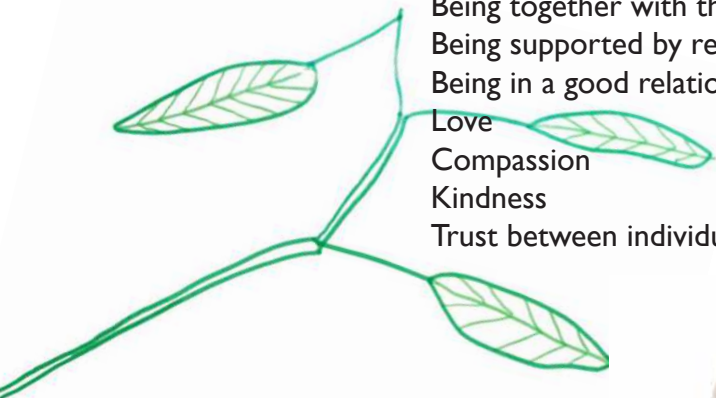 Being together with
Being supported by
Being in a good
Love
Compassion
Kindness
Trust between